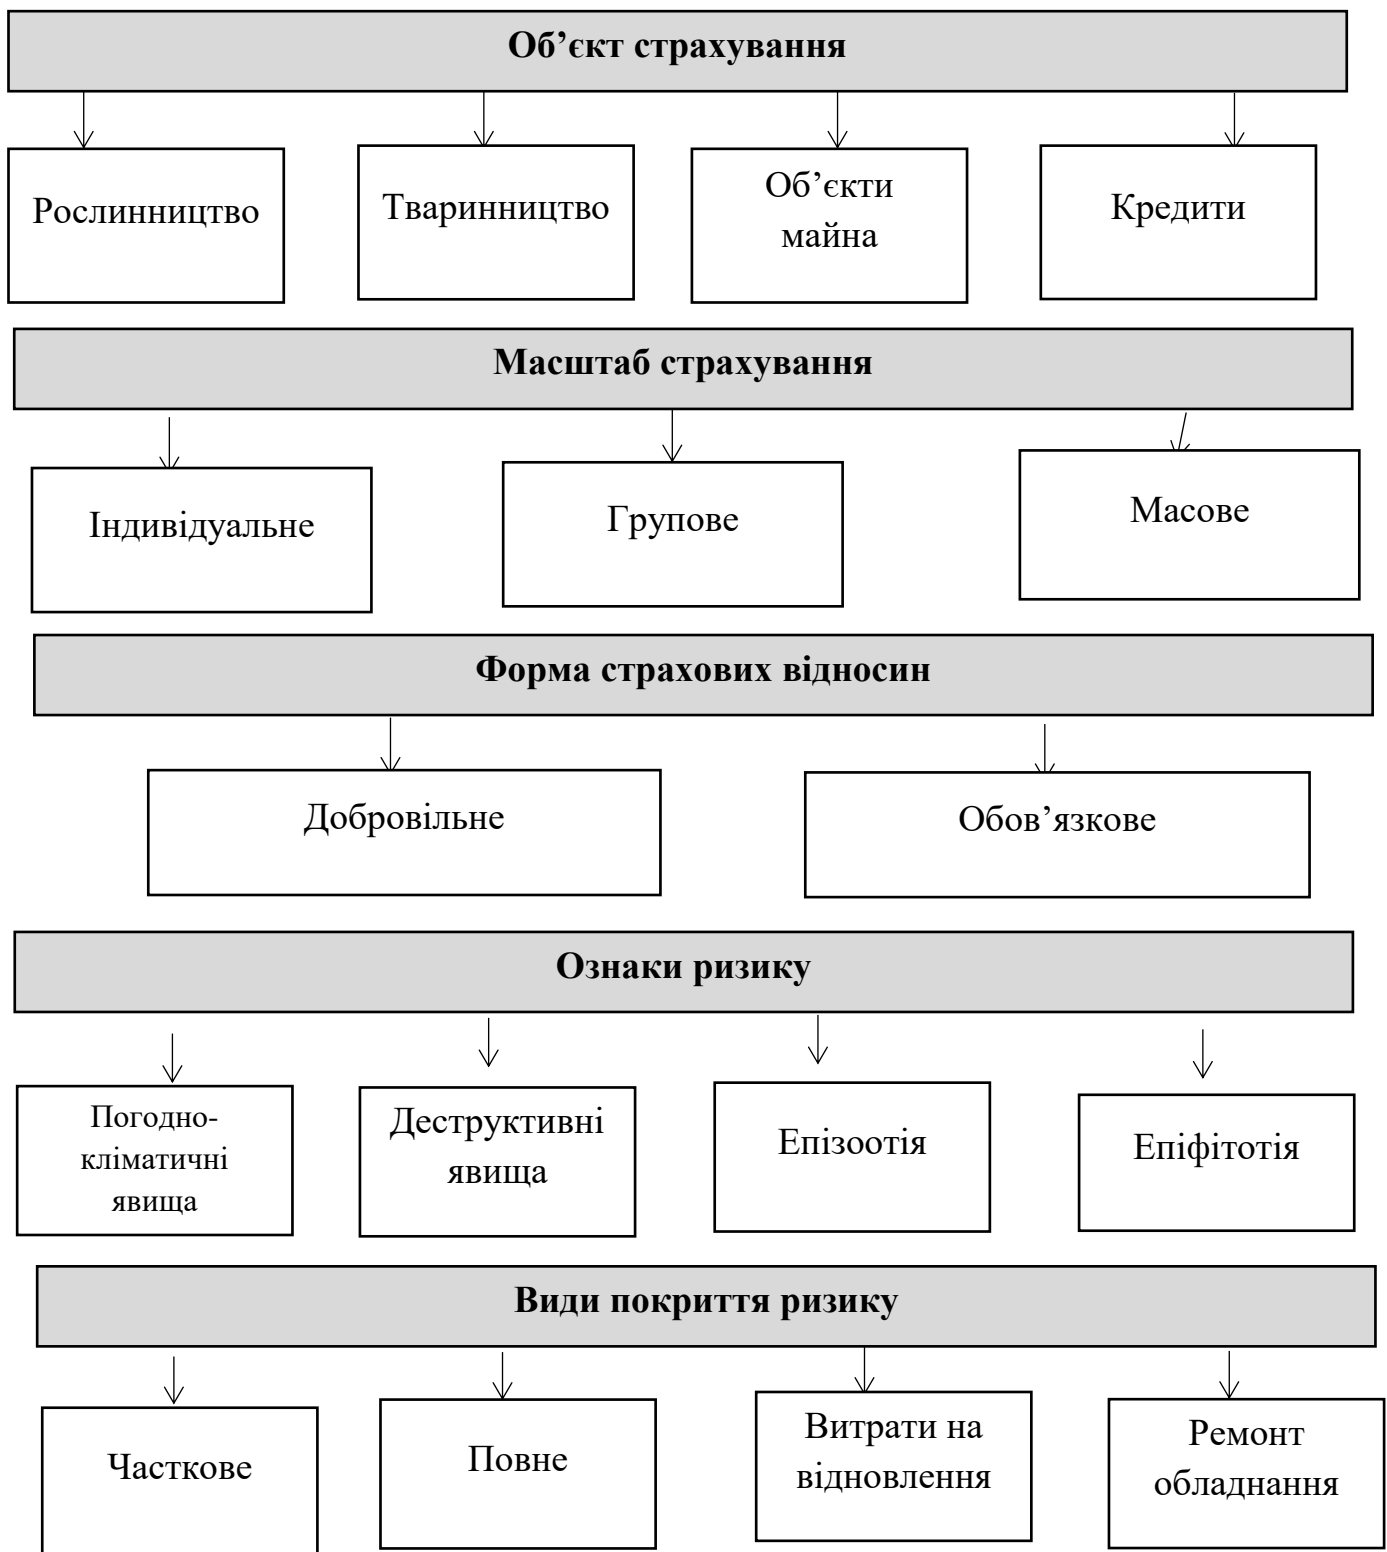 Об’єкт страхування
Рослинництво
Тваринництво
Об’єкти
майна
Кредити
Масштаб страхування
Індивідуальне
Групове
Масове
Форма страхових відносин
Добровільне
Обов’язкове
Ознаки ризику
Погодно-
кліматичні
явища
Деструктивні
явища
Епізоотія
Епіфітотія
Види покриття ризику
Часткове
Повне
Витрати на
відновлення
Ремонт
обладнання